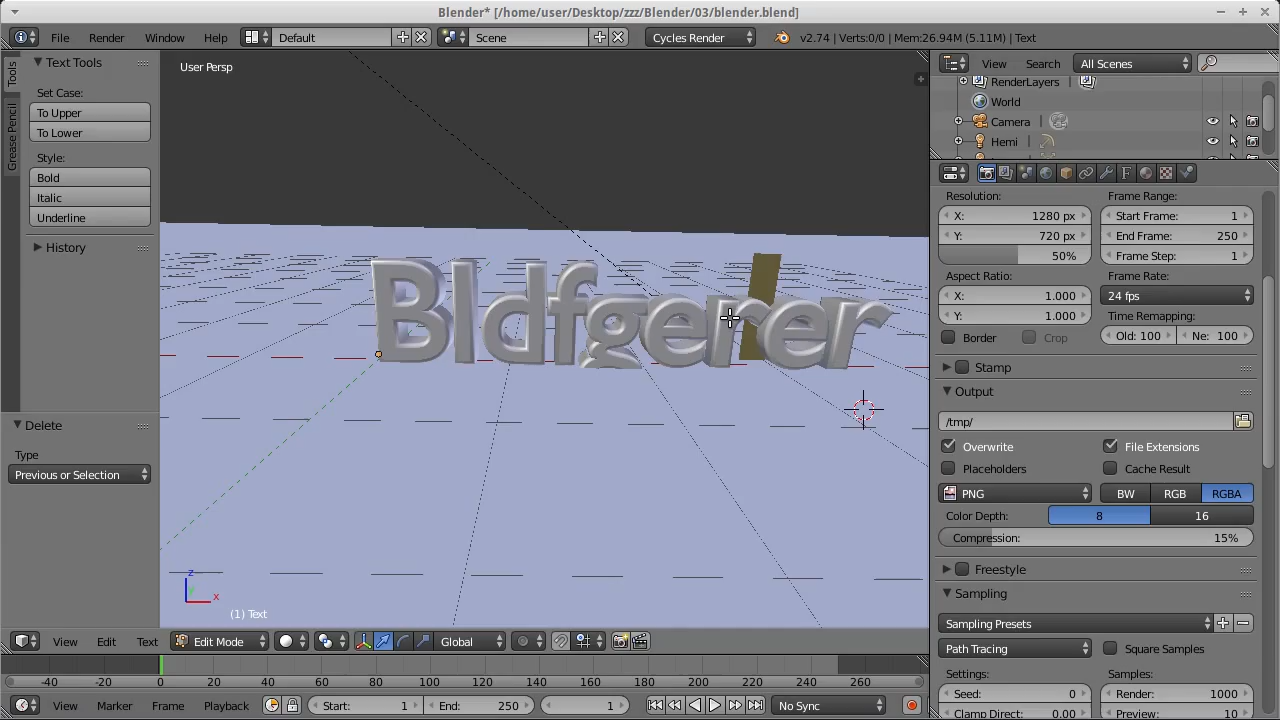 Blender* [/home/user/Desktop/zzz/Blender/03/blender.blend]
File Render Window Help Default Scene Cycles Render v2.74 | Verts:0/0 | Mem:26.94M (5.11M) | Text
Tools
Grease Pencil
Text Tools
Set Case:
To Upper
To Lower
Style:
Bold
Italic
Underline
History
Delete
Type
Previous or Selection
User Persp
Bldfgerer
z
x
(1) Text
View Edit Text Edit Mode Global
-40 -20 0 20 40 60 80 100 120 140 160 180 200 220 240 260
View Marker Frame Playback Start: 1 End: 250 1 No Sync
View Search All Scenes
RenderLayers |
World
Camera |
Hemi |
Resolution: Frame Range:
X: 1280 px Start Frame: 1
Y: 720 px End Frame: 250
50% Frame Step: 1
Aspect Ratio: Frame Rate:
X: 1.000 24 fps
Y: 1.000 Time Remapping:
Border Crop Old: 100 Ne: 100
Stamp
Output
/tmp/
Overwrite File Extensions
Placeholders Cache Result
PNG BW RGB RGBA
Color Depth: 8 16
Compression: 15%
Freestyle
Sampling
Sampling Presets
Path Tracing Square Samples
Settings: Samples:
Seed: 0 Render: 1000
Clamp Direct: 0.00 Preview: 10